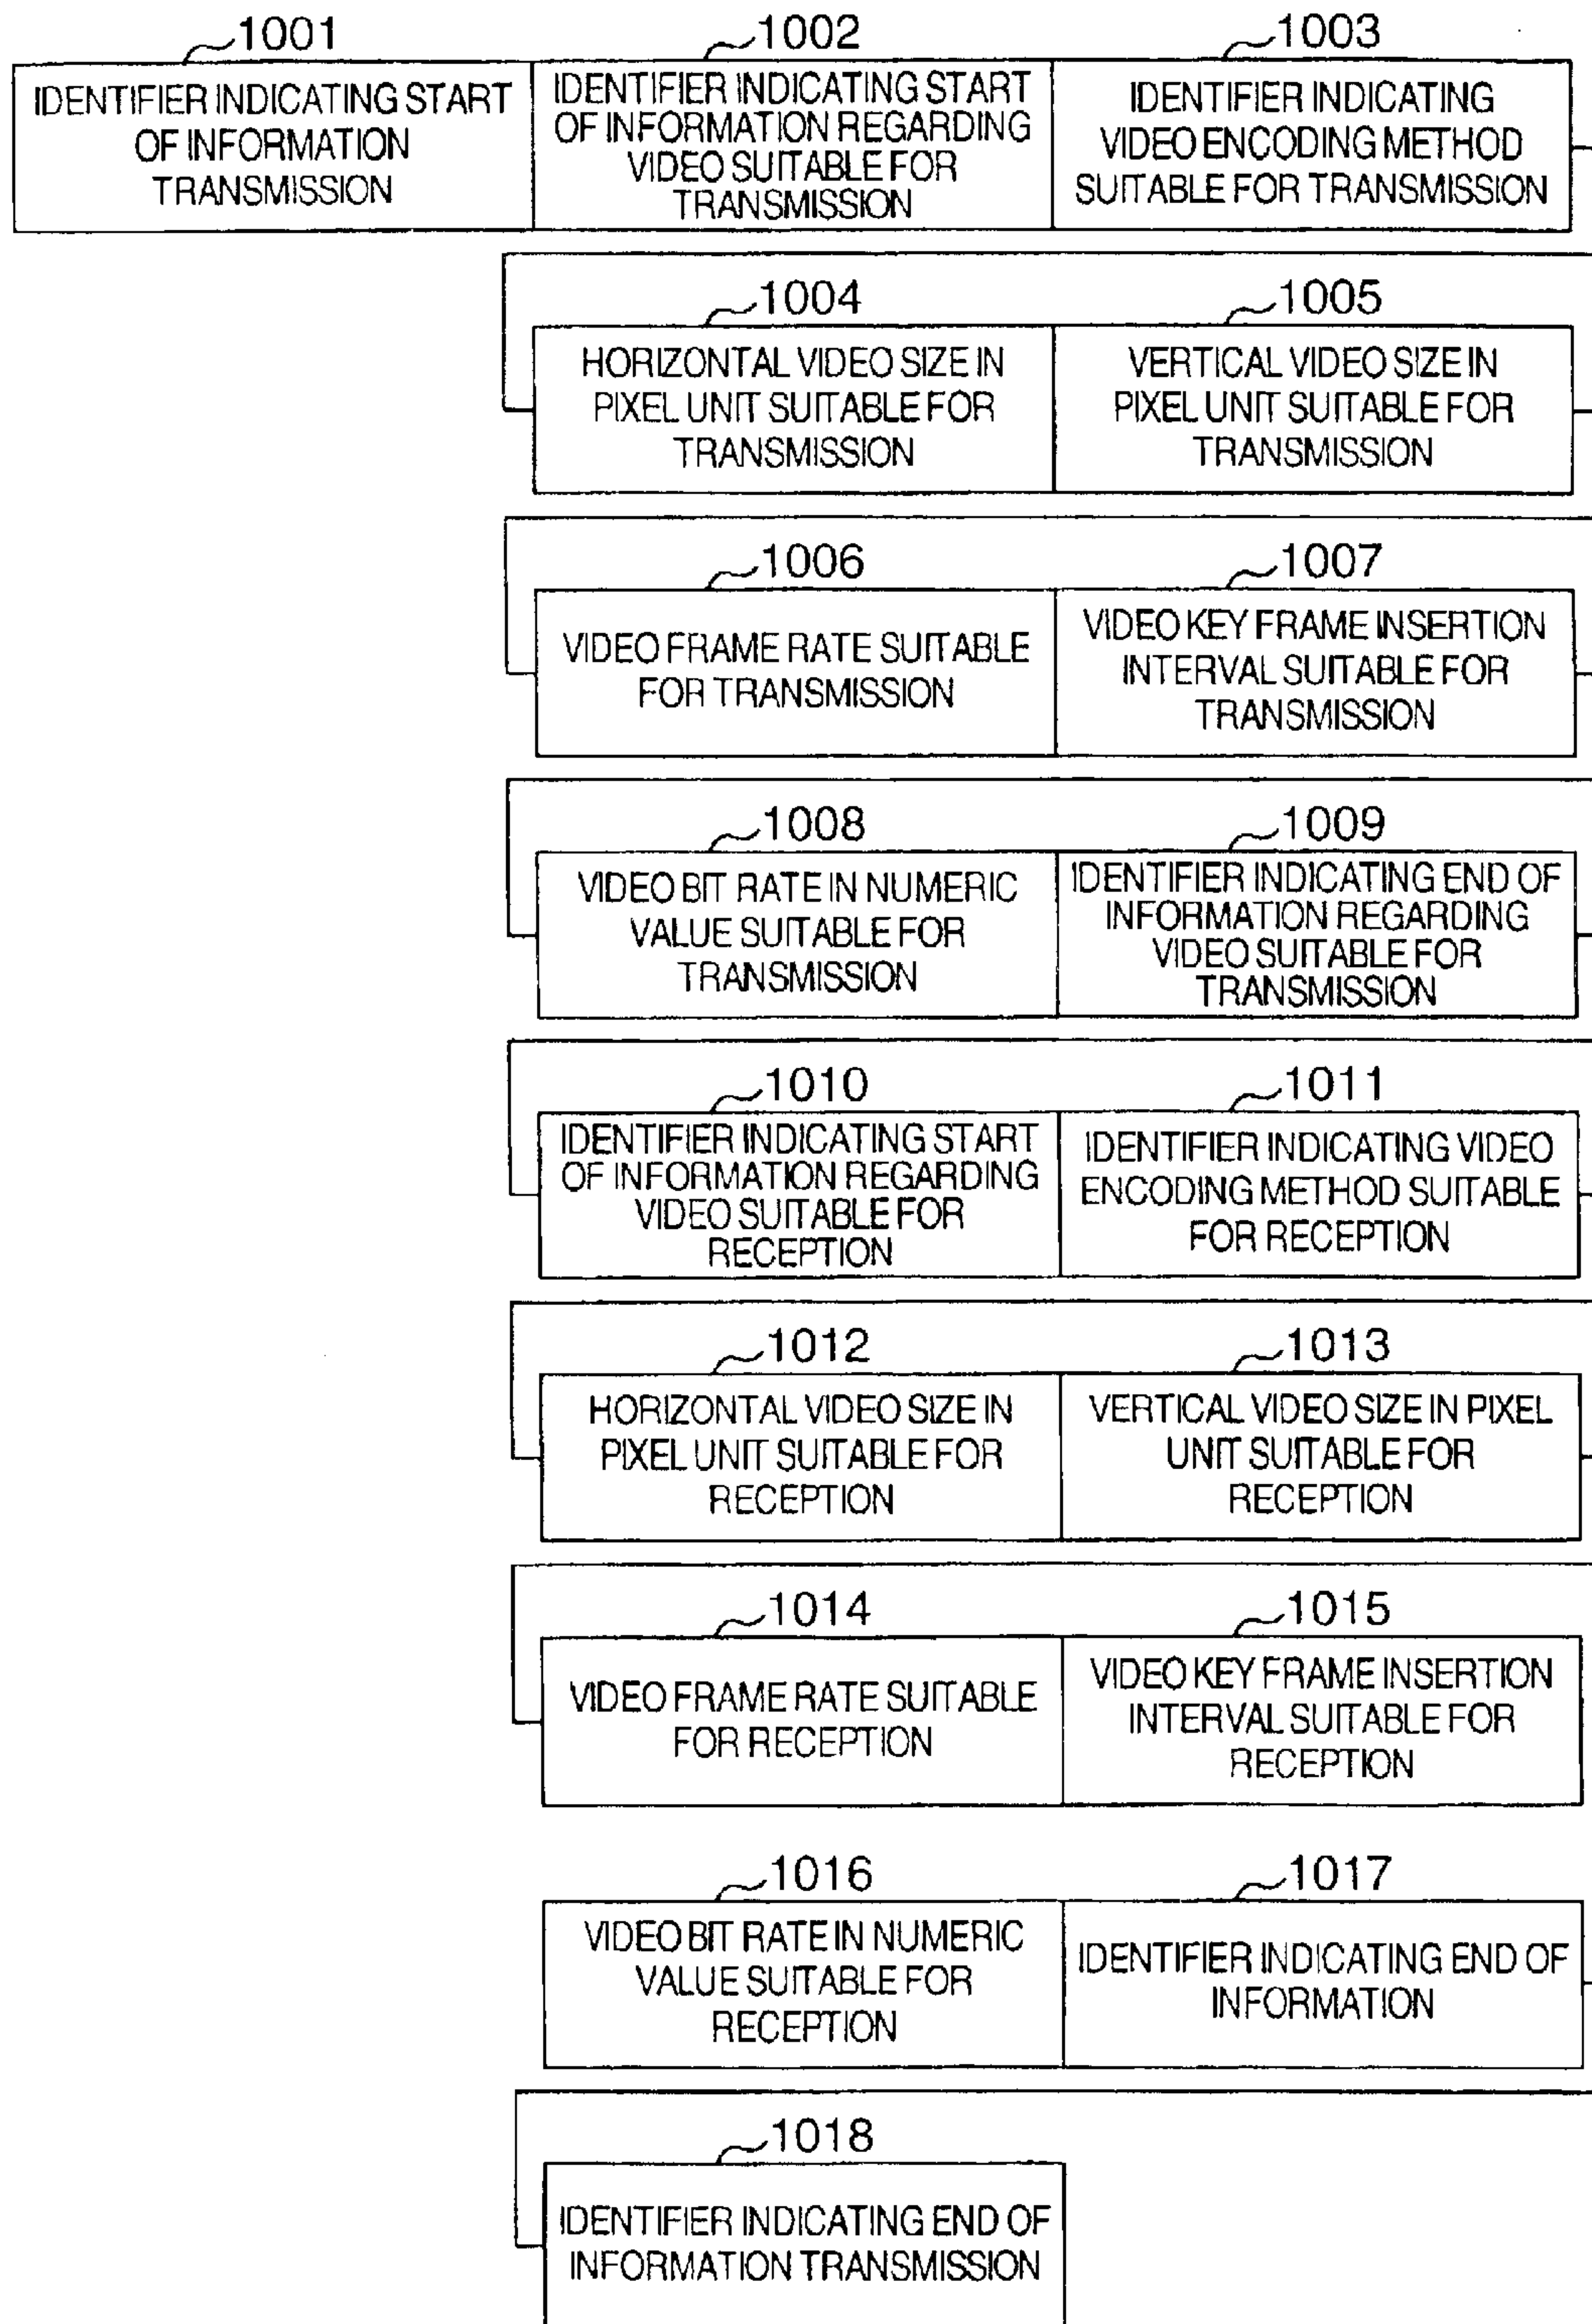 1001
IDENTIFIER INDICATING START
OF INFORMATION
TRANSMISSION
1002
IDENTIFIER INDICATING START
OF INFORMATION REGARDING
VIDEO SUITABLE FOR
TRANSMISSION
1003
IDENTIFIER INDICATING
VIDEO ENCODING METHOD
SUITABLE FOR TRANSMISSION
1004
HORIZONTAL VIDEO SIZE IN
PIXEL UNIT SUITABLE FOR
TRANSMISSION
1005
VERTICAL VIDEO SIZE IN
PIXEL UNIT SUITABLE FOR
TRANSMISSION
1006
VIDEO FRAME RATE SUITABLE
FOR TRANSMISSION
1007
VIDEO KEY FRAME INSERTION
INTERVAL SUITABLE FOR
TRANSMISSION
1008
VIDEO BIT RATE IN NUMERIC
VALUE SUITABLE FOR
TRANSMISSION
1009
IDENTIFIER INDICATING END OF
INFORMATION REGARDING
VIDEO SUITABLE FOR
TRANSMISSION
1010
IDENTIFIER INDICATING START
OF INFORMATION REGARDING
VIDEO SUITABLE FOR
RECEPTION
1011
IDENTIFIER INDICATING VIDEO
ENCODING METHOD SUITABLE
FOR RECEPTION
1012
HORIZONTAL VIDEO SIZE IN
PIXEL UNIT SUITABLE FOR
RECEPTION
1013
VERTICAL VIDEO SIZE IN PIXEL
UNIT SUITABLE FOR
RECEPTION
1014
VIDEO FRAME RATE SUITABLE
FOR RECEPTION
1015
VIDEO KEY FRAME INSERTION
INTERVAL SUITABLE FOR
RECEPTION
1016
VIDEO BIT RATE IN NUMERIC
VALUE SUITABLE FOR
RECEPTION
1017
IDENTIFIER INDICATING END OF
INFORMATION
1018
IDENTIFIER INDICATING END OF
INFORMATION TRANSMISSION